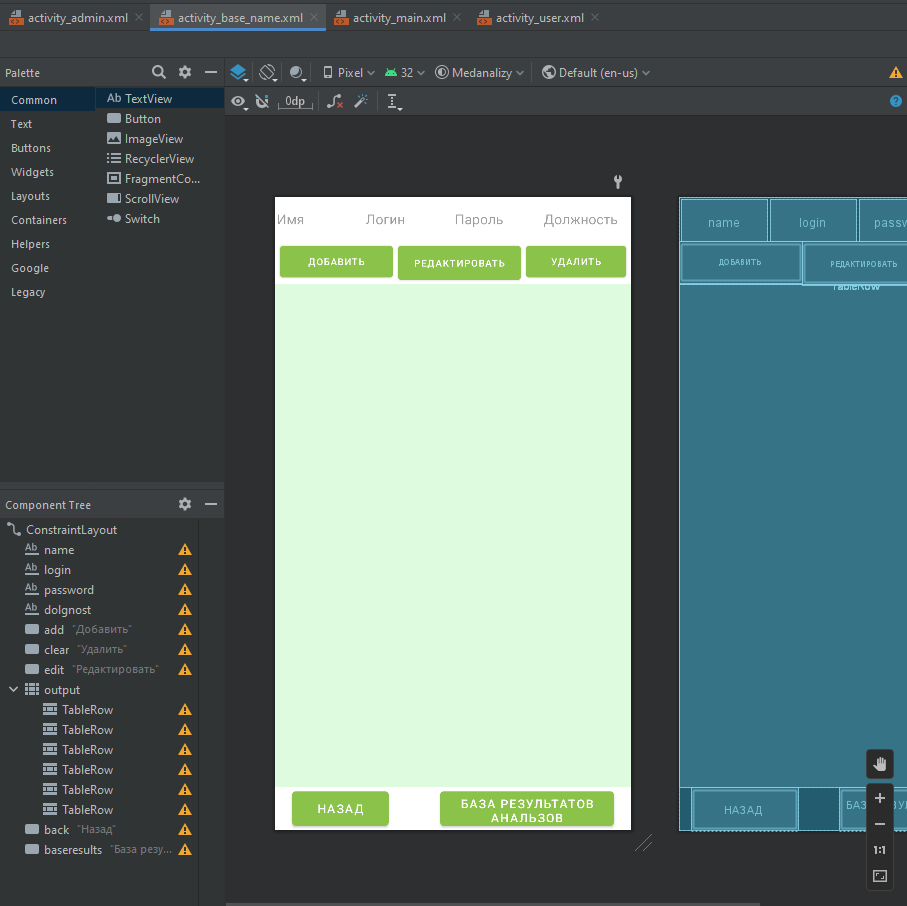 activity_admin.xml activity_base_name.xml activity_main.xml activity_user.xml
Palette Pixel 32 Medanalizy Default (en-us)
0dp
Common
Text
Buttons
Widgets
Layouts
Containers
Helpers
Google
Legacy
Ab TextView
Button
ImageView
RecyclerView
FragmentCo...
ScrollView
Switch
Имя Логин Пароль Должность
ДОБАВИТЬ РЕДАКТИРОВАТЬ УДАЛИТЬ
НАЗАД БАЗА РЕЗУЛЬТАТОВ
АНАЛЬЗОВ
name login passw
ДОБАВИТЬ РЕДАКТИРОВАТЬ
TableRow
НАЗАД
1:1
Component Tree
ConstraintLayout
Ab name
Ab login
Ab password
Ab dolgnost
add "Добавить"
clear "Удалить"
edit "Редактировать"
output
TableRow
TableRow
TableRow
TableRow
TableRow
TableRow
back "Назад"
baseresults "База резу...